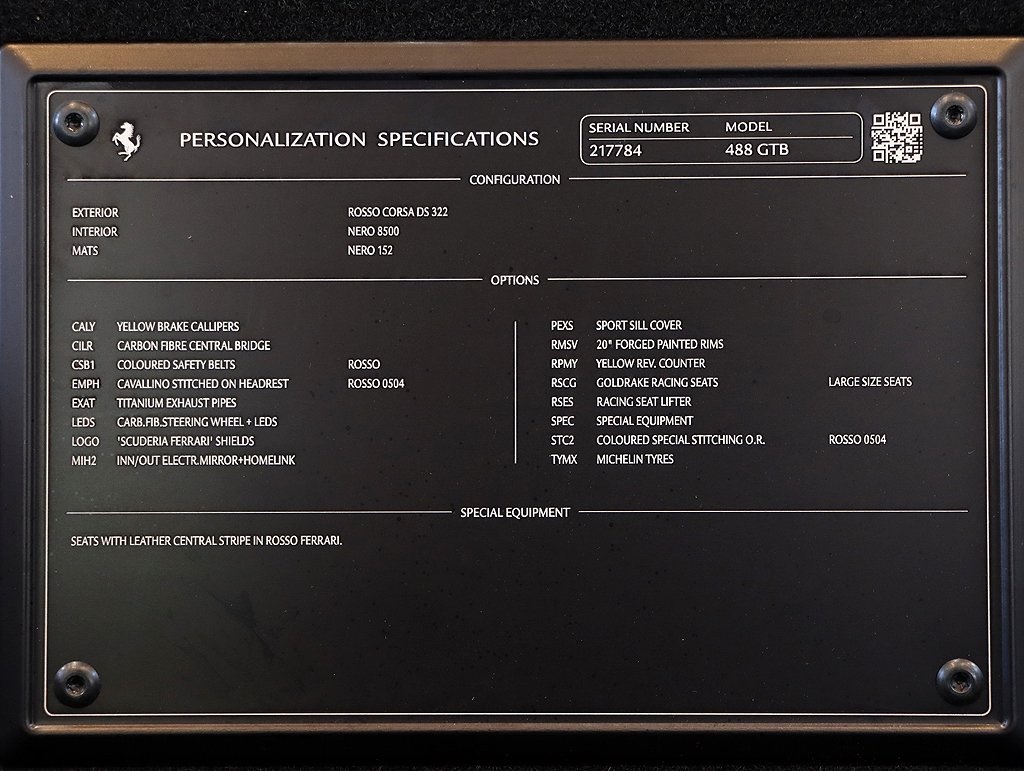 PERSONALIZATION SPECIFICATIONS
SERIAL NUMBER MODEL
217784 488 GTB
CONFIGURATION
EXTERIOR ROSSO CORSA DS 322
INTERIOR NERO 8500
MATS NERO 152
OPTIONS
CALY YELLOW BRAKE CALLIPERS
CILR CARBON FIBRE CENTRAL BRIDGE
CSB1 COLOURED SAFETY BELTS ROSSO
EMPH CAVALLINO STITCHED ON HEADREST ROSSO 0504
EXAT TITANIUM EXHAUST PIPES
LEDS CARB.FIB.STEERING WHEEL + LEDS
LOGO 'SCUDERIA FERRARI' SHIELDS
MIH2 INN/OUT ELECTR.MIRROR+HOMELINK
PEXS SPORT SILL COVER
RMSV 20" FORGED PAINTED RIMS
RPMY YELLOW REV. COUNTER
RSCG GOLDRAKE RACING SEATS LARGE SIZE SEATS
RSES RACING SEAT LIFTER
SPEC SPECIAL EQUIPMENT
STC2 COLOURED SPECIAL STITCHING O.R. ROSSO 0504
TYMX MICHELIN TYRES
SPECIAL EQUIPMENT
SEATS WITH LEATHER CENTRAL STRIPE IN ROSSO FERRARI.